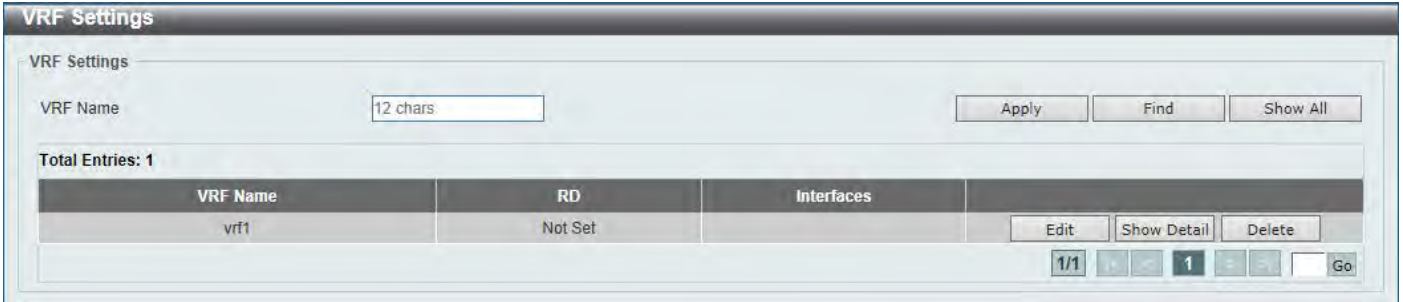 VRF Settings
VRF Settings
VRF Name 12 chars Apply Find Show All
Total Entries: 1
VRF Name RD Interfaces
vrf1 Not Set Edit Show Detail Delete
1/1 |< < 1 > >| Go